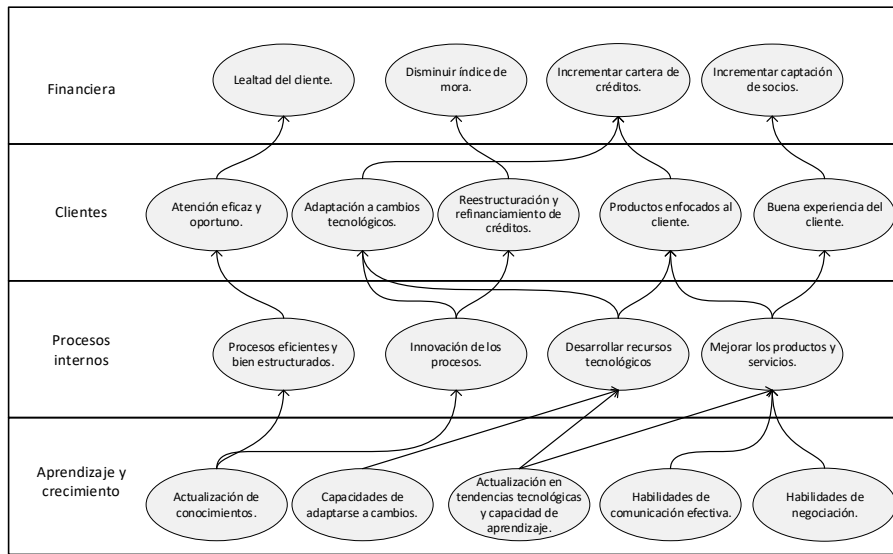 Financiera
Lealtad del cliente.
Disminuir índice de
mora.
Incrementar cartera de
créditos.
Incrementar captación
de socios.
Clientes
Atención eficaz y
oportuno.
Adaptación a cambios
tecnológicos.
Reestructuración y
refinanciamiento de
créditos.
Productos enfocados al
cliente.
Buena experiencia del
cliente.
Procesos
internos
Procesos eficientes y
bien estructurados.
Innovación de los
procesos.
Desarrollar recursos
tecnológicos
Mejorar los productos y
servicios.
Aprendizaje y
crecimiento
Actualización de
conocimientos.
Capacidades de
adaptarse a cambios.
Actualización en
tendencias tecnológicas
y capacidad de
aprendizaje.
Habilidades de
comunicación efectiva.
Habilidades de
negociación.